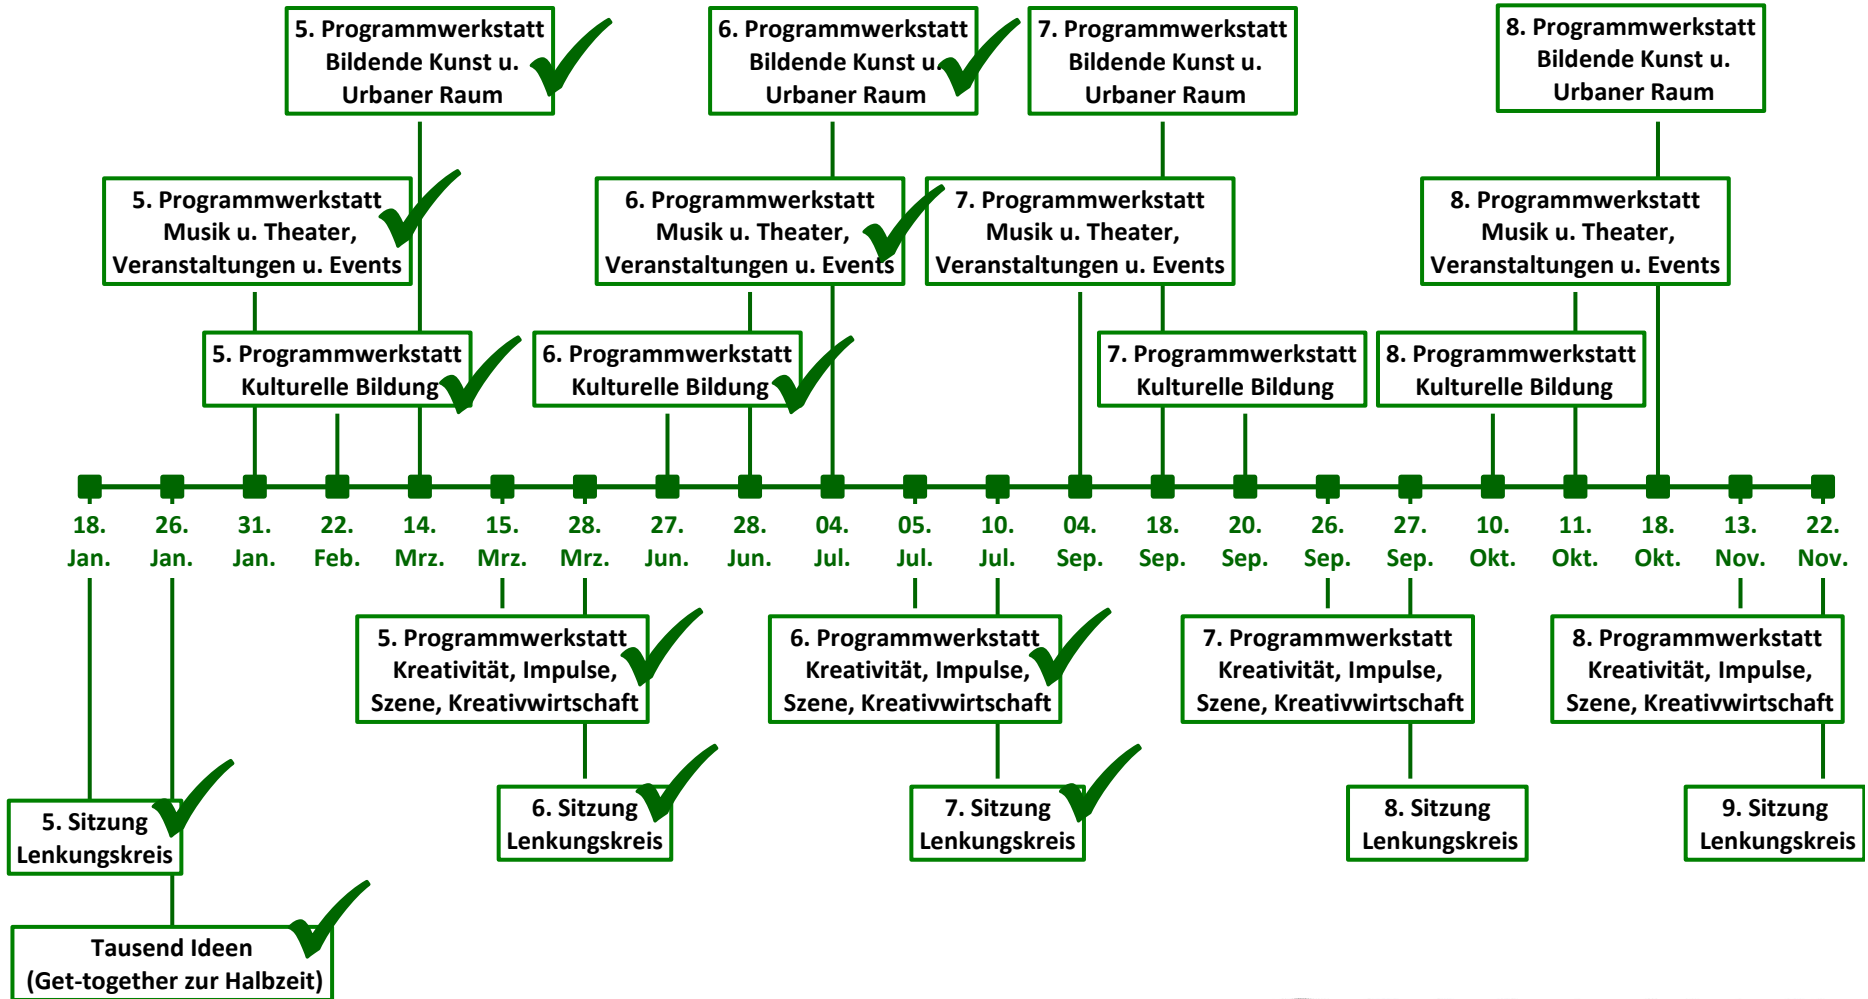 5. Programmwerkstatt
Bildende Kunst u.
Urbaner Raum
6. Programmwerkstatt
Bildende Kunst u.
Urbaner Raum
7. Programmwerkstatt
Bildende Kunst u.
Urbaner Raum
8. Programmwerkstatt
Bildende Kunst u.
Urbaner Raum
5. Programmwerkstatt
Musik u. Theater,
Veranstaltungen u. Events
6. Programmwerkstatt
Musik u. Theater,
Veranstaltungen u. Events
7. Programmwerkstatt
Musik u. Theater,
Veranstaltungen u. Events
8. Programmwerkstatt
Musik u. Theater,
Veranstaltungen u. Events
5. Programmwerkstatt
Kulturelle Bildung
6. Programmwerkstatt
Kulturelle Bildung
7. Programmwerkstatt
Kulturelle Bildung
8. Programmwerkstatt
Kulturelle Bildung
18.
Jan.
26.
Jan.
31.
Jan.
22.
Feb.
14.
Mrz.
15.
Mrz.
28.
Mrz.
27.
Jun.
28.
Jun.
04.
Jul.
05.
Jul.
10.
Jul.
04.
Sep.
18.
Sep.
20.
Sep.
26.
Sep.
27.
Sep.
10.
Okt.
11.
Okt.
18.
Okt.
13.
Nov.
22.
Nov.
5. Programmwerkstatt
Kreativität, Impulse,
Szene, Kreativwirtschaft
6. Programmwerkstatt
Kreativität, Impulse,
Szene, Kreativwirtschaft
7. Programmwerkstatt
Kreativität, Impulse,
Szene, Kreativwirtschaft
8. Programmwerkstatt
Kreativität, Impulse,
Szene, Kreativwirtschaft
5. Sitzung
Lenkungskreis
6. Sitzung
Lenkungskreis
7. Sitzung
Lenkungskreis
8. Sitzung
Lenkungskreis
9. Sitzung
Lenkungskreis
Tausend Ideen
(Get-together zur Halbzeit)